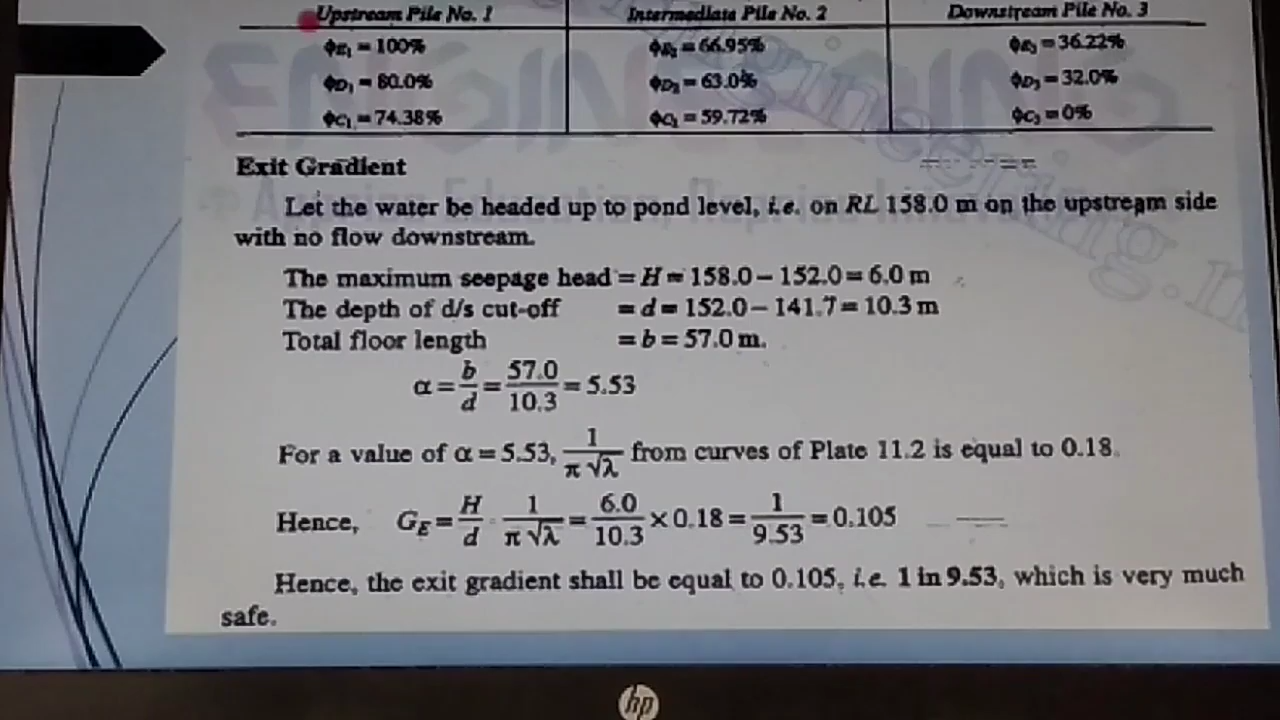 Upstream Pile No. 1 Intermediate Pile No. 2 Downstream Pile No. 3
ϕE₁ = 100% ϕE₂ = 66.95% ϕE₃ = 36.22%
ϕD₁ = 80.0% ϕD₂ = 63.0% ϕD₃ = 32.0%
ϕC₁ = 74.38% ϕC₂ = 59.72% ϕC₃ = 0%
Exit Gradient
Let the water be headed up to pond level, i.e. on RL 158.0 m on the upstream side
with no flow downstream.
The maximum seepage head = H = 158.0 – 152.0 = 6.0 m
The depth of d/s cut-off = d = 152.0 – 141.7 = 10.3 m
Total floor length = b = 57.0 m.
α = b/d = 57.0/10.3 = 5.53
For a value of α = 5.53, 1/π√λ from curves of Plate 11.2 is equal to 0.18.
Hence, G_E = H/d · 1/π√λ = 6.0/10.3 × 0.18 = 1/9.53 = 0.105
Hence, the exit gradient shall be equal to 0.105, i.e. 1 in 9.53, which is very much
safe.
hp